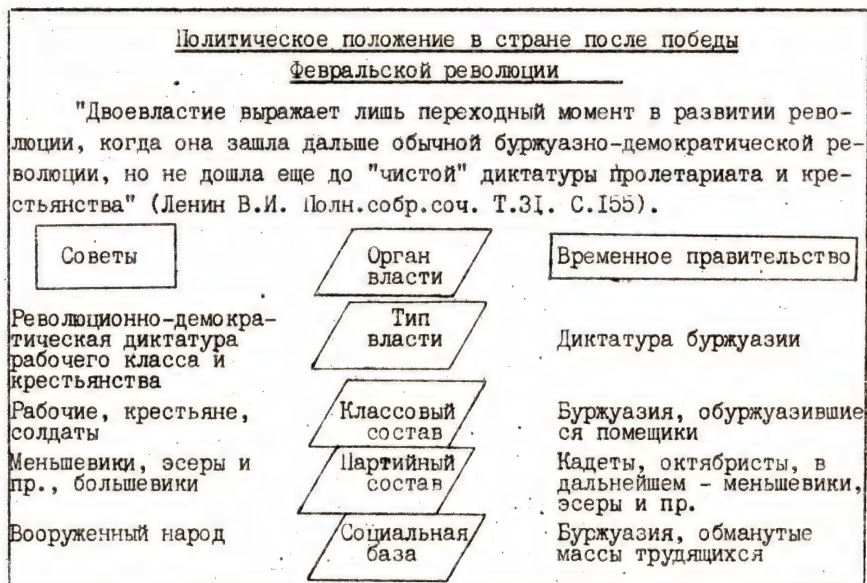 Политическое положение в стране после победы
Февральской революции
"Двоевластие выражает лишь переходный момент в развитии рево-
люции, когда она зашла дальше обычной буржуазно-демократической ре-
волюции, но не дошла еще до "чистой" диктатуры пролетариата и кре-
стьянства" (Ленин В.И. Полн.собр.соч. Т.31. С.155).
Советы
Орган
власти
Временное правительство
Революционно-демокра-
тическая диктатура
рабочего класса и
крестьянства
Тип
власти
Диктатура буржуазии
Рабочие, крестьяне,
солдаты
Классовый
состав
Буржуазия, обуржуазившие
ся помещики
Меньшевики, эсеры и
пр., большевики
Партийный
состав
Кадеты, октябристы, в
дальнейшем - меньшевики,
эсеры и пр.
Вооруженный народ
Социальная
база
Буржуазия, обманутые
массы трудящихся